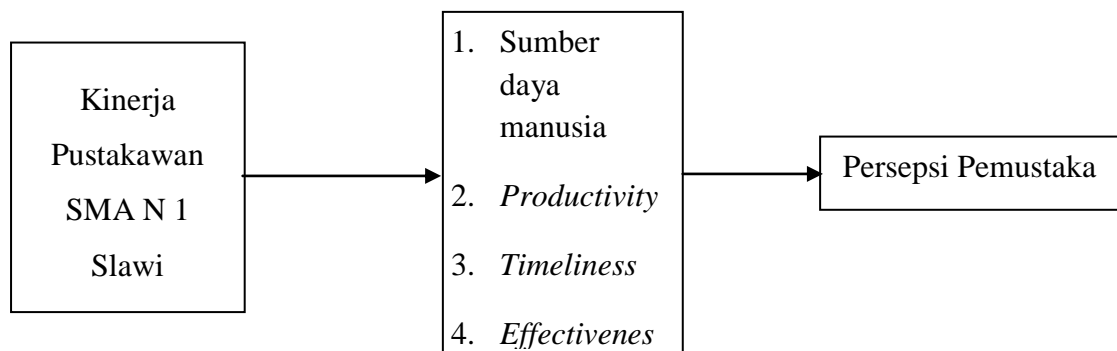 Kinerja
Pustakawan
SMA N 1
Slawi
1. Sumber
daya
manusia
2. Productivity
3. Timeliness
4. Effectivenes
Persepsi Pemustaka